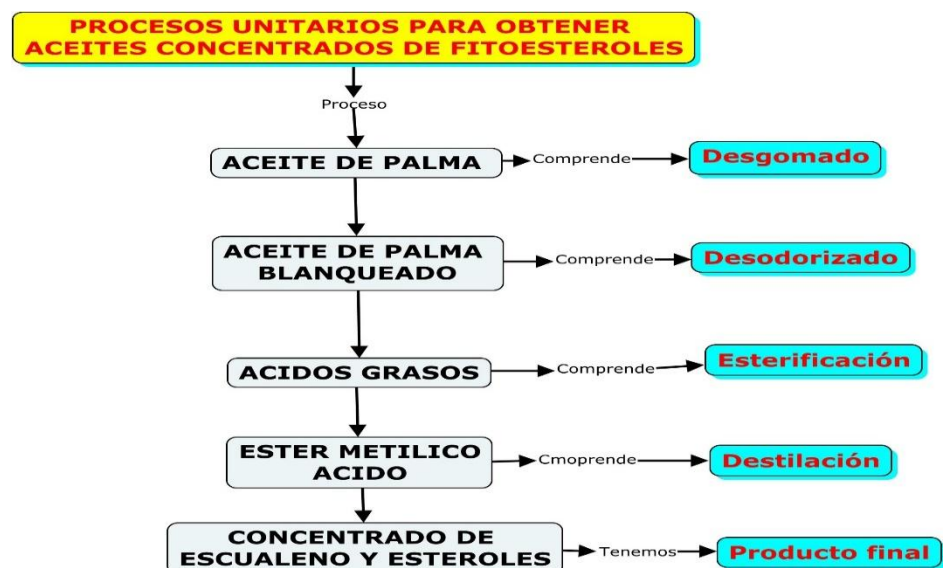 PROCESOS UNITARIOS PARA OBTENER
ACEITES CONCENTRADOS DE FITOESTEROLES
Proceso
ACEITE DE PALMA
Comprende
Desgomado
ACEITE DE PALMA
BLANQUEADO
Comprende
Desodorizado
ACIDOS GRASOS
Comprende
Esterificación
ESTER METILICO
ACIDO
Cmoprende
Destilación
CONCENTRADO DE
ESCUALENO Y ESTEROLES
Tenemos
Producto final